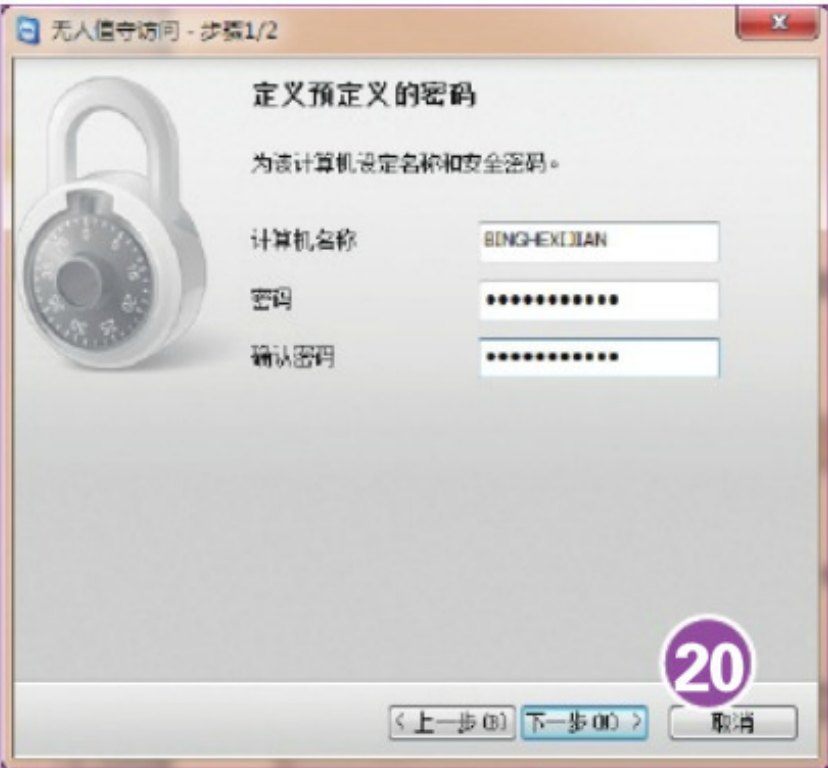 无人值守访问 - 步骤1/2
定义预定义的密码
为该计算机设定名称和安全密码。
计算机名称
密码 •••••••••••
确认密码 •••••••••••
20
< 上一步(B) 下一步(N) > 取消